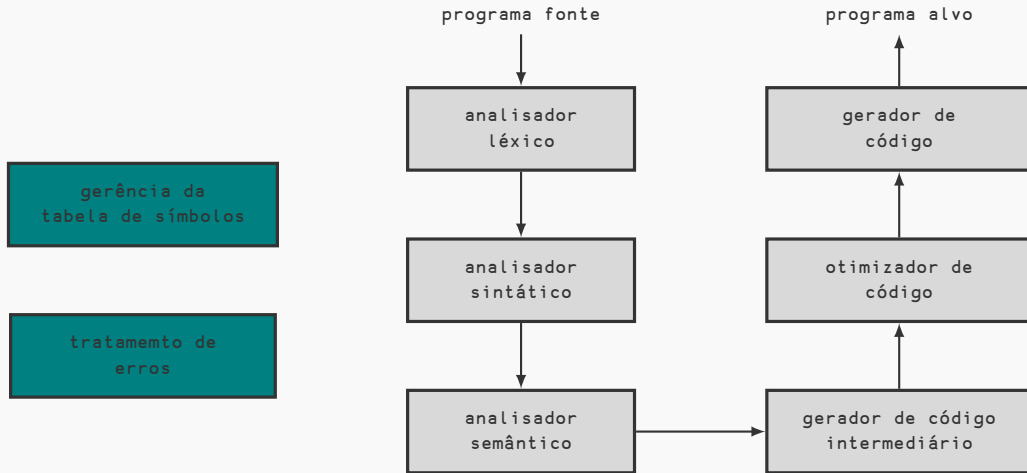 programa fonte
programa alvo
analisador
léxico
gerador de
código
gerência da
tabela de símbolos
analisador
sintático
otimizador de
código
tratamemto de
erros
analisador
semântico
gerador de código
intermediário